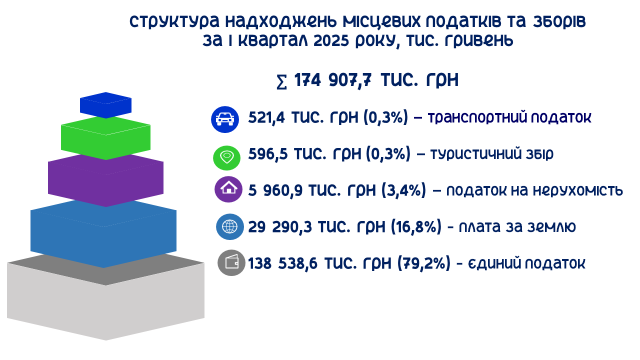 Структура надходжень місцевих податків та зборів
за І квартал 2025 року, тис. гривень
∑ 174 907,7 тис. грн
521,4 тис. грн (0,3%) – транспортний податок
596,5 тис. грн (0,3%) – туристичний збір
5 960,9 тис. грн (3,4%) – податок на нерухомість
29 290,3 тис. грн (16,8%) - плата за землю
138 538,6 тис. грн (79,2%) - єдиний податок